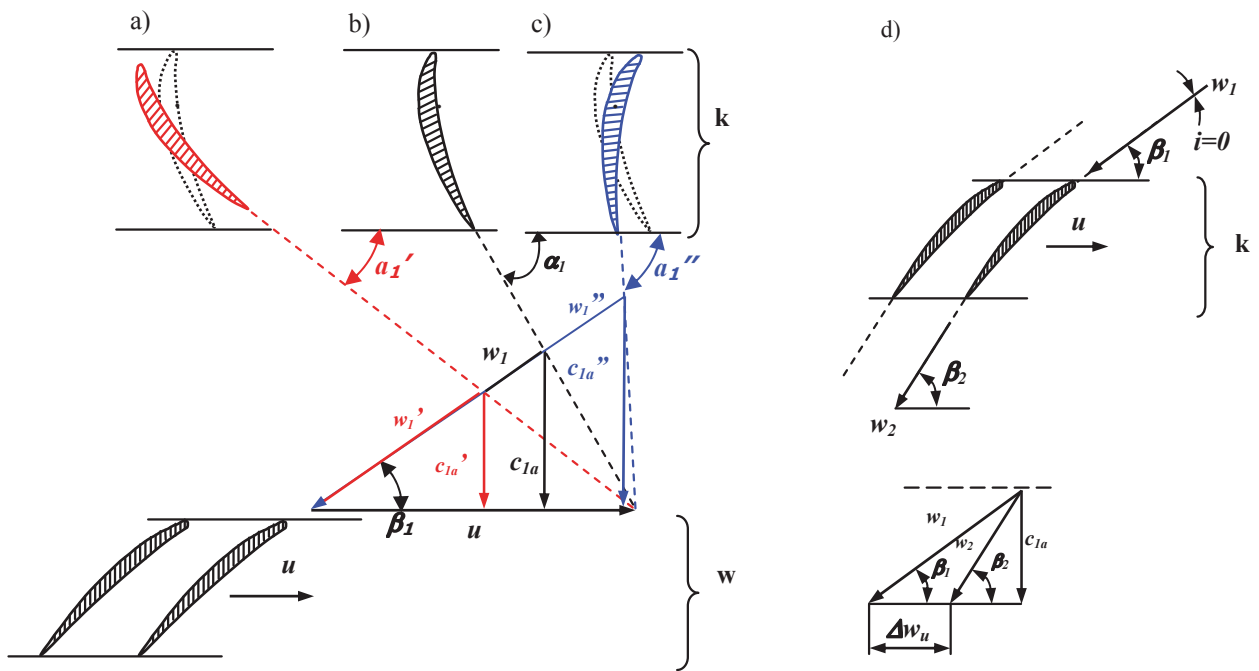 a)
b)
c)
d)
k
w₁
i=0
β₁
u
k
a₁′
α₁
a₁″
w₁”
w₁
c₁ₐ”
w₁’
c₁ₐ’
c₁ₐ
β₁
u
β₂
w₂
u
w
w₁
w₂
c₁ₐ
β₁
β₂
Δwᵤ